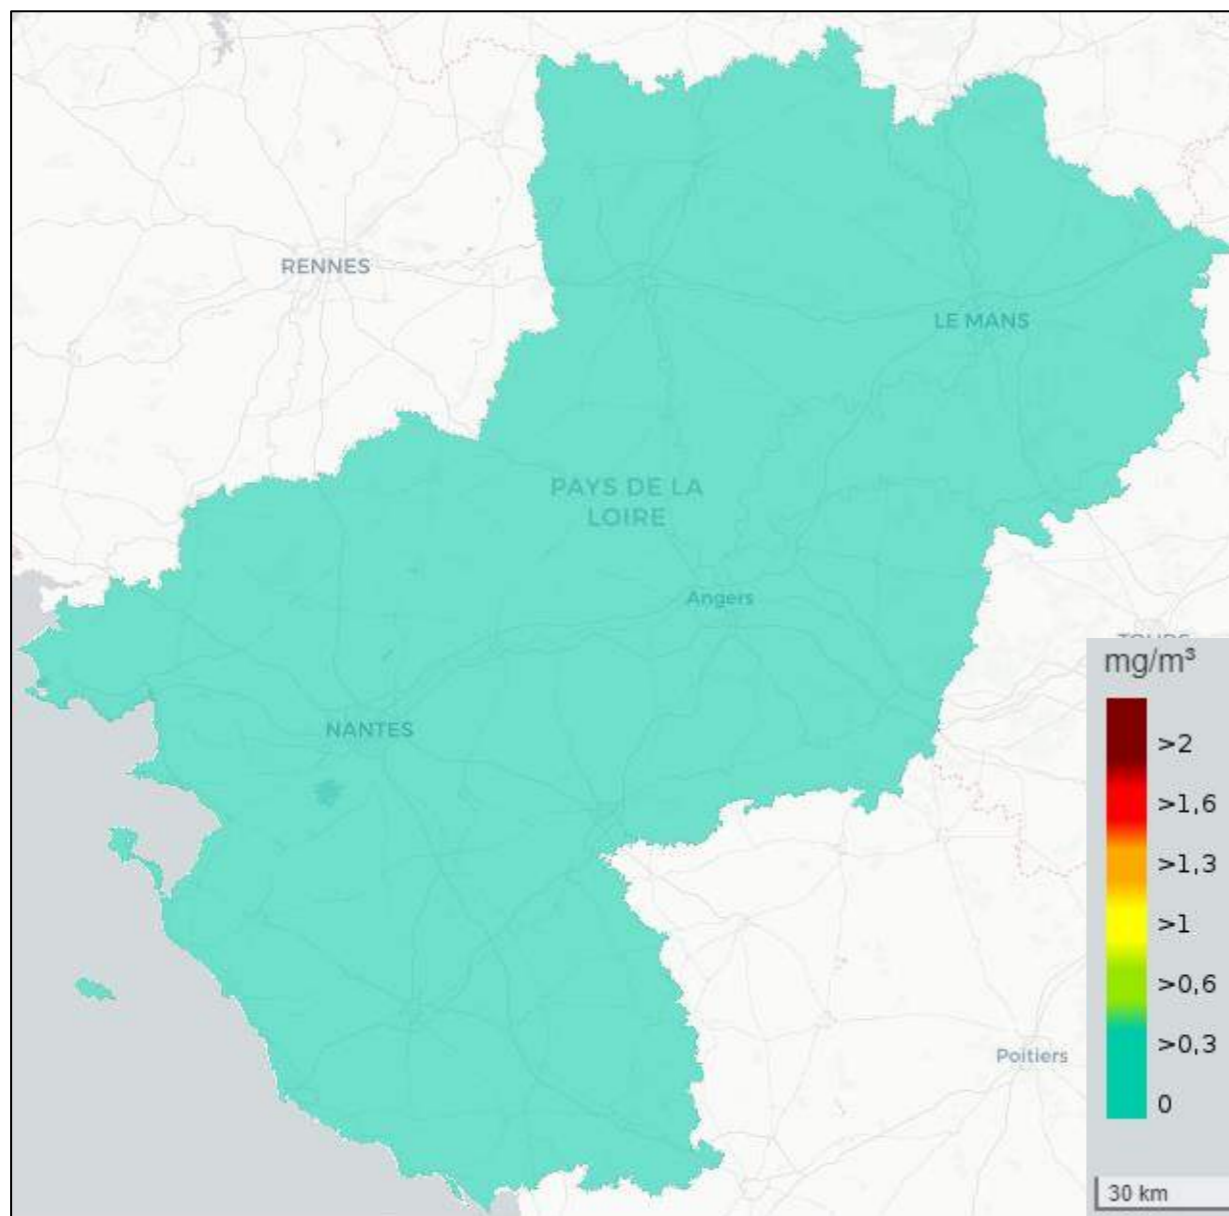 RENNES
LE MANS
PAYS DE LA
LOIRE
Angers
TOURS
mg/m³
NANTES
>2
>1,6
>1,3
>1
>0,6
>0,3
0
Poitiers
30 km